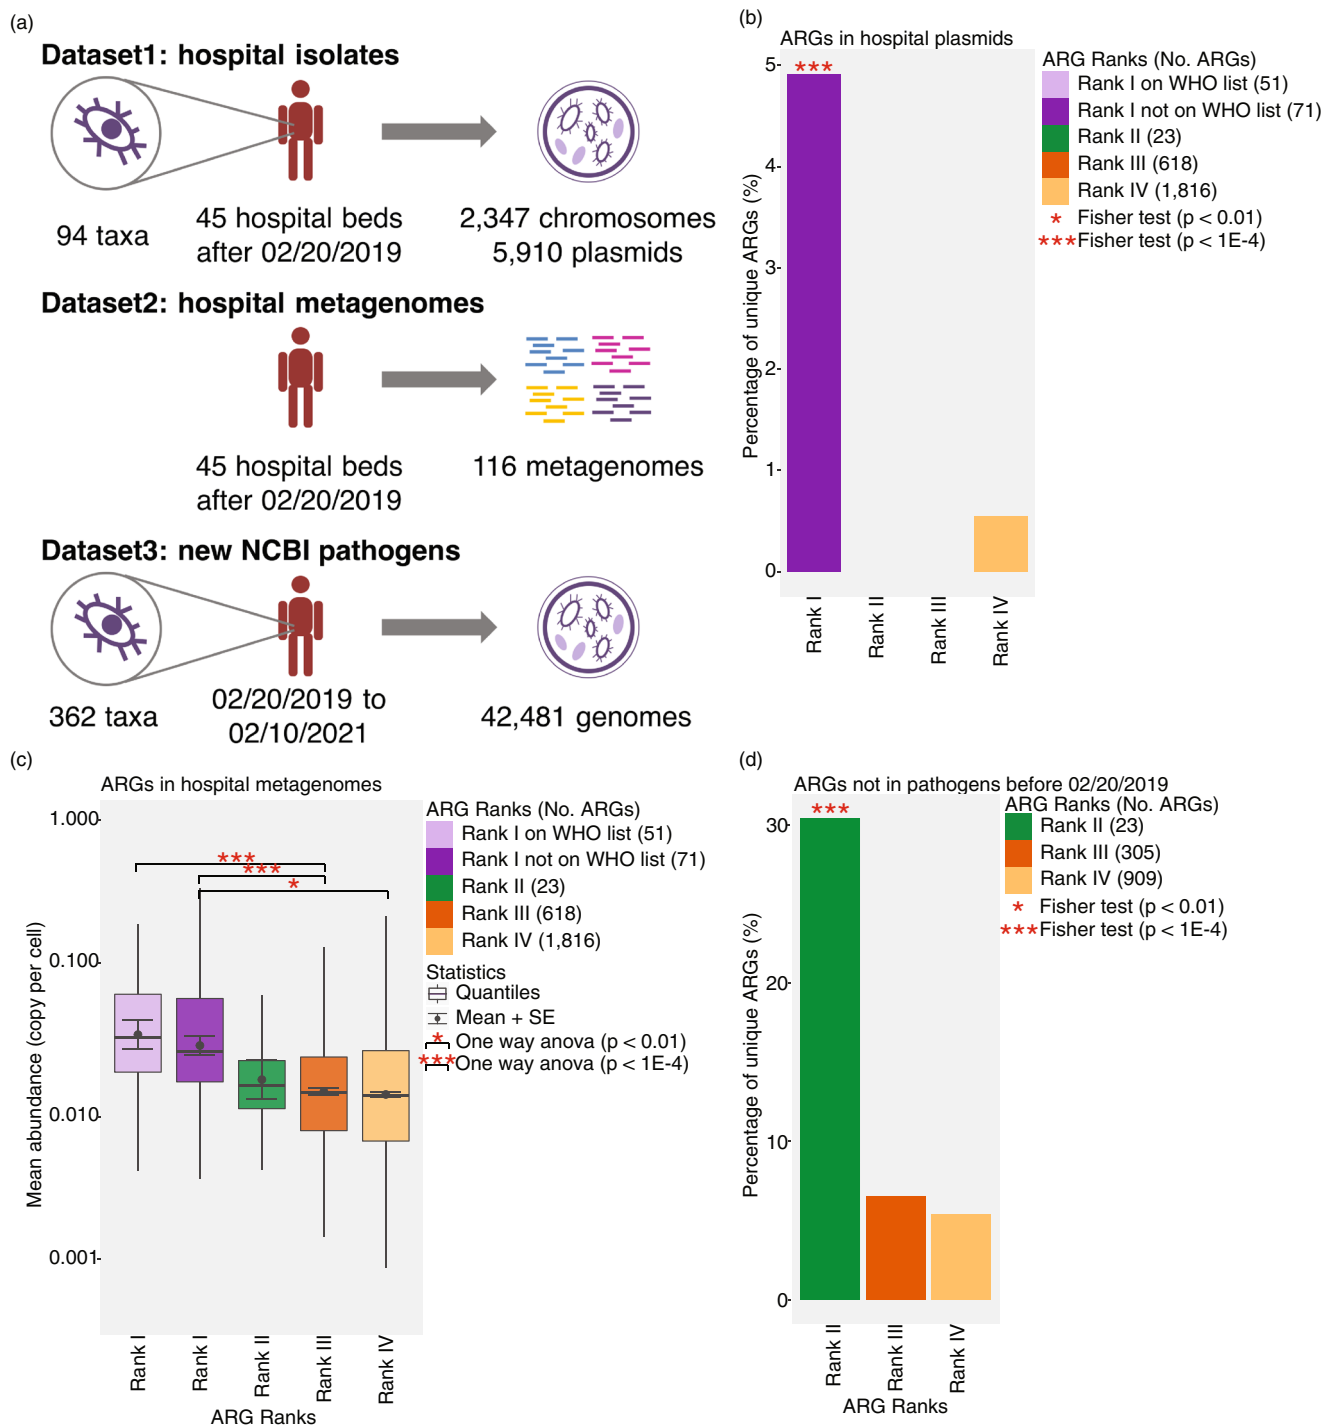 (a)
Dataset1: hospital isolates
94 taxa
45 hospital beds
after 02/20/2019
2,347 chromosomes
5,910 plasmids
Dataset2: hospital metagenomes
45 hospital beds
after 02/20/2019
116 metagenomes
Dataset3: new NCBI pathogens
362 taxa
02/20/2019 to
02/10/2021
42,481 genomes
(b)
ARGs in hospital plasmids
Percentage of unique ARGs (%)
5
4
3
2
1
0
***
Rank I
Rank II
Rank III
Rank IV
ARG Ranks (No. ARGs)
Rank I on WHO list (51)
Rank I not on WHO list (71)
Rank II (23)
Rank III (618)
Rank IV (1,816)
* Fisher test (p < 0.01)
*** Fisher test (p < 1E-4)
(c)
ARGs in hospital metagenomes
Mean abundance (copy per cell)
1.000
0.100
0.010
0.001
***
***
*
Rank I
Rank I
Rank II
Rank III
Rank IV
ARG Ranks
ARG Ranks (No. ARGs)
Rank I on WHO list (51)
Rank I not on WHO list (71)
Rank II (23)
Rank III (618)
Rank IV (1,816)
Statistics
Quantiles
Mean + SE
* One way anova (p < 0.01)
*** One way anova (p < 1E-4)
(d)
ARGs not in pathogens before 02/20/2019
Percentage of unique ARGs (%)
30
20
10
0
***
Rank II
Rank III
Rank IV
ARG Ranks
ARG Ranks (No. ARGs)
Rank II (23)
Rank III (305)
Rank IV (909)
* Fisher test (p < 0.01)
*** Fisher test (p < 1E-4)